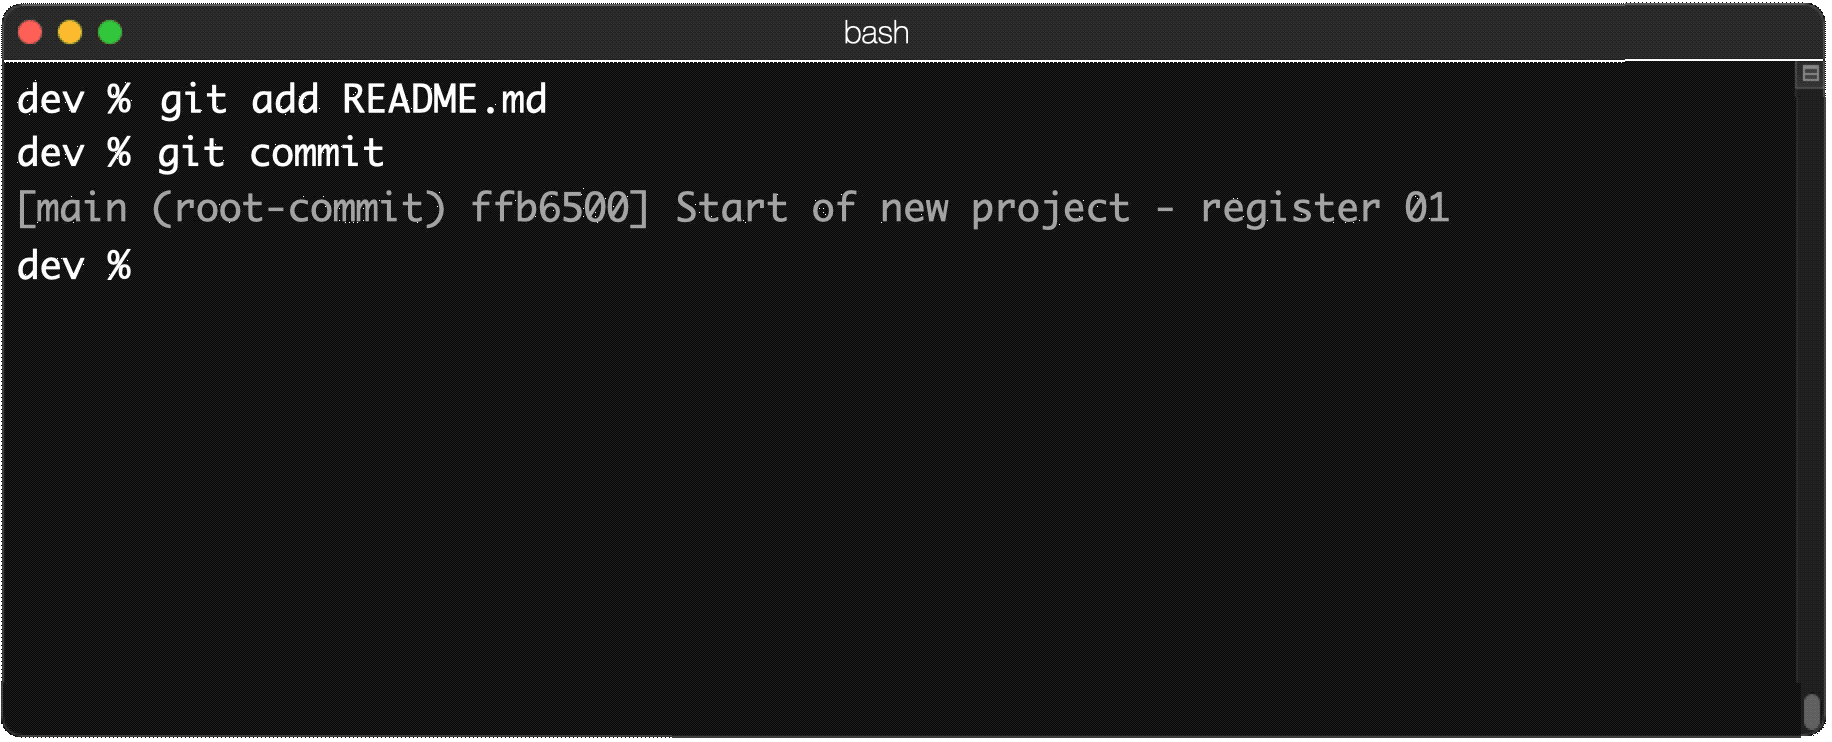 bash
dev % git add README.md
dev % git commit
[main (root-commit) ffb6500] Start of new project - register 01
dev %